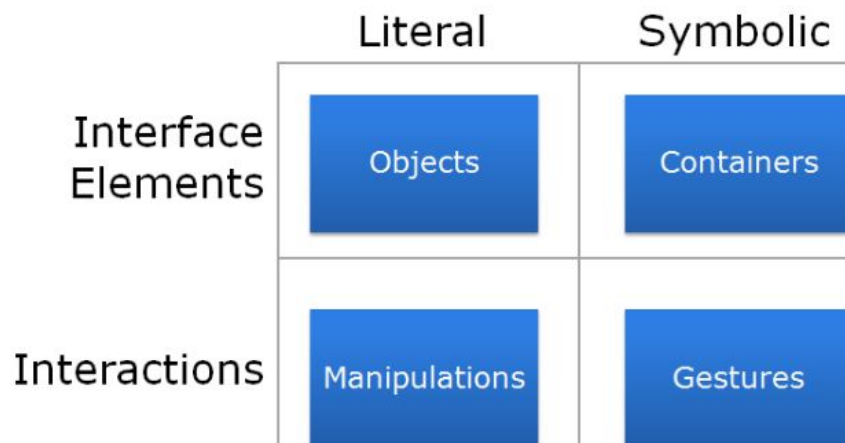 Literal
Symbolic
Interface
Elements
Objects
Containers
Interactions
Manipulations
Gestures